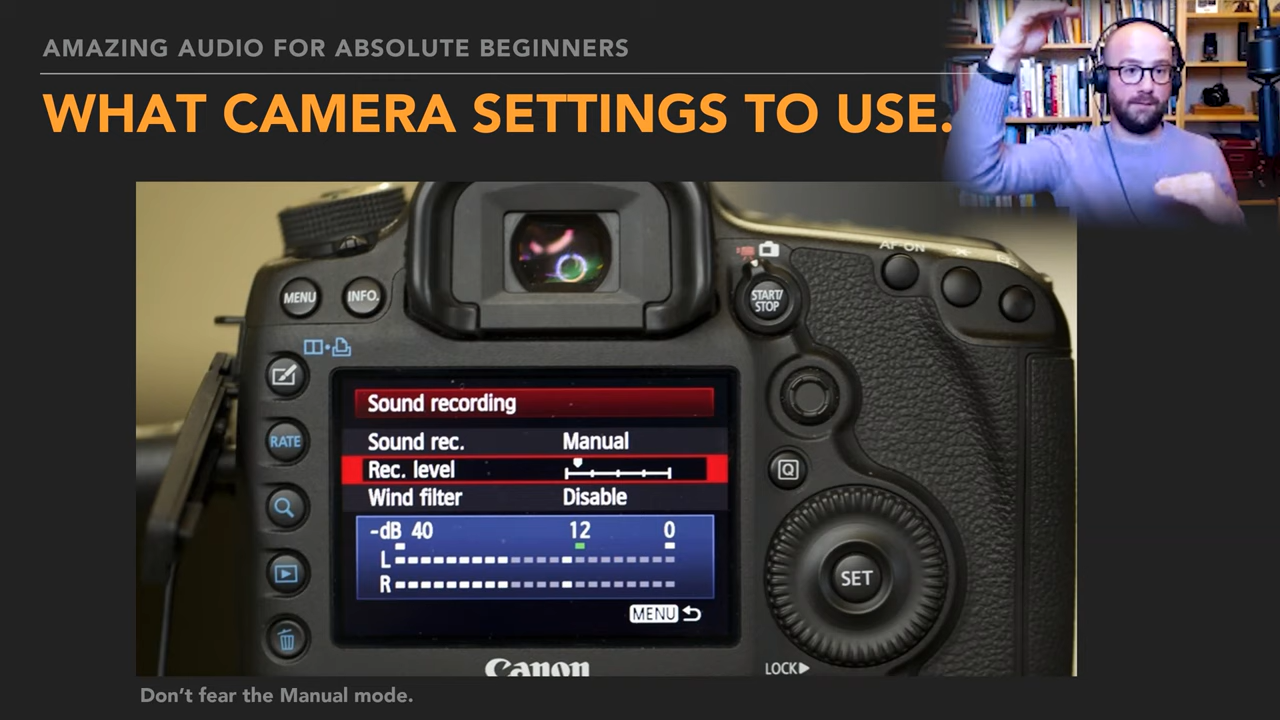 AMAZING AUDIO FOR ABSOLUTE BEGINNERS
WHAT CAMERA SETTINGS TO USE.
AF-ON
MENU
INFO.
START/
STOP
Sound recording
Sound rec. Manual
RATE
Rec. level
Q
Wind filter Disable
-dB 40 12 0
L
R
SET
MENU
Canon
LOCK
Don't fear the Manual mode.